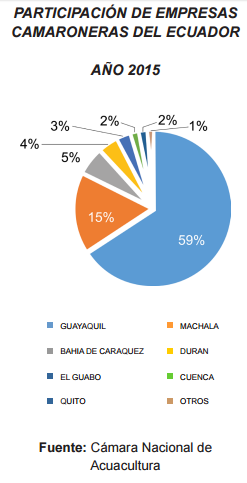 PARTICIPACIÓN DE EMPRESAS
CAMARONERAS DEL ECUADOR
AÑO 2015
2%
2%
3%
1%
4%
5%
15%
59%
GUAYAQUIL
MACHALA
BAHIA DE CARAQUEZ
DURAN
EL GUABO
CUENCA
QUITO
OTROS
Fuente: Cámara Nacional de
Acuacultura